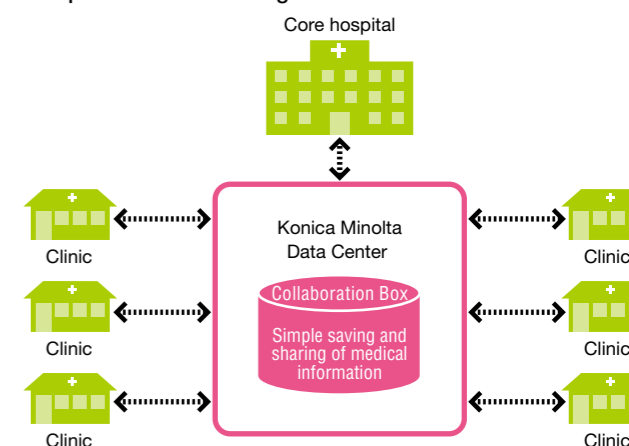 Core hospital
Konica Minolta
Data Center
Collaboration Box
Simple saving and
sharing of medical
information
Clinic
Clinic
Clinic
Clinic
Clinic
Clinic